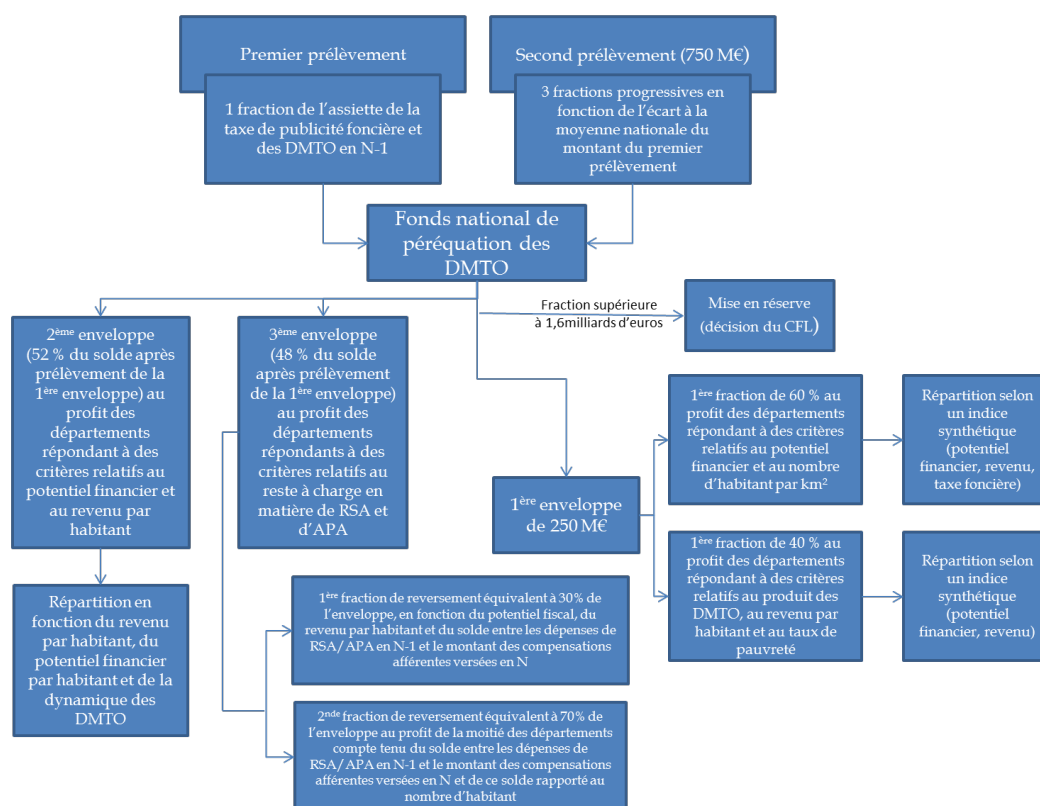 Premier prélèvement
Second prélèvement (750 M€)
1 fraction de l'assiette de la
taxe de publicité foncière et
des DMTO en N-1
3 fractions progressives en
fonction de l'écart à la
moyenne nationale du
montant du premier
prélèvement
Fonds national de
péréquation des
DMTO
Fraction supérieure
à 1,6milliards d'euros
Mise en réserve
(décision du CFL)
2ème enveloppe
(52 % du solde après
prélèvement de la
1ère enveloppe) au
profit des
départements
répondant à des
critères relatifs au
potentiel financier et
au revenu par
habitant
3ème enveloppe
(48 % du solde
après prélèvement
de la 1ère enveloppe)
au profit des
départements
répondants à des
critères relatifs au
reste à charge en
matière de RSA et
d'APA
1ère enveloppe
de 250 M€
1ère fraction de 60 % au
profit des départements
répondant à des critères
relatifs au potentiel
financier et au nombre
d'habitant par km²
Répartition selon
un indice
synthétique
(potentiel
financier, revenu,
taxe foncière)
1ère fraction de 40 % au
profit des départements
répondant à des critères
relatifs au produit des
DMTO, au revenu par
habitant et au taux de
pauvreté
Répartition selon
un indice
synthétique
(potentiel
financier, revenu)
Répartition en
fonction du revenu
par habitant, du
potentiel financier
par habitant et de la
dynamique des
DMTO
1ère fraction de reversement équivalent à 30% de
l'enveloppe, en fonction du potentiel fiscal, du
revenu par habitant et du solde entre les dépenses de
RSA/APA en N-1 et le montant des compensations
afférentes versées en N
2nde fraction de reversement équivalent à 70% de
l'enveloppe au profit de la moitié des départements
compte tenu du solde entre les dépenses de
RSA/APA en N-1 et le montant des compensations
afférentes versées en N et de ce solde rapporté au
nombre d'habitant